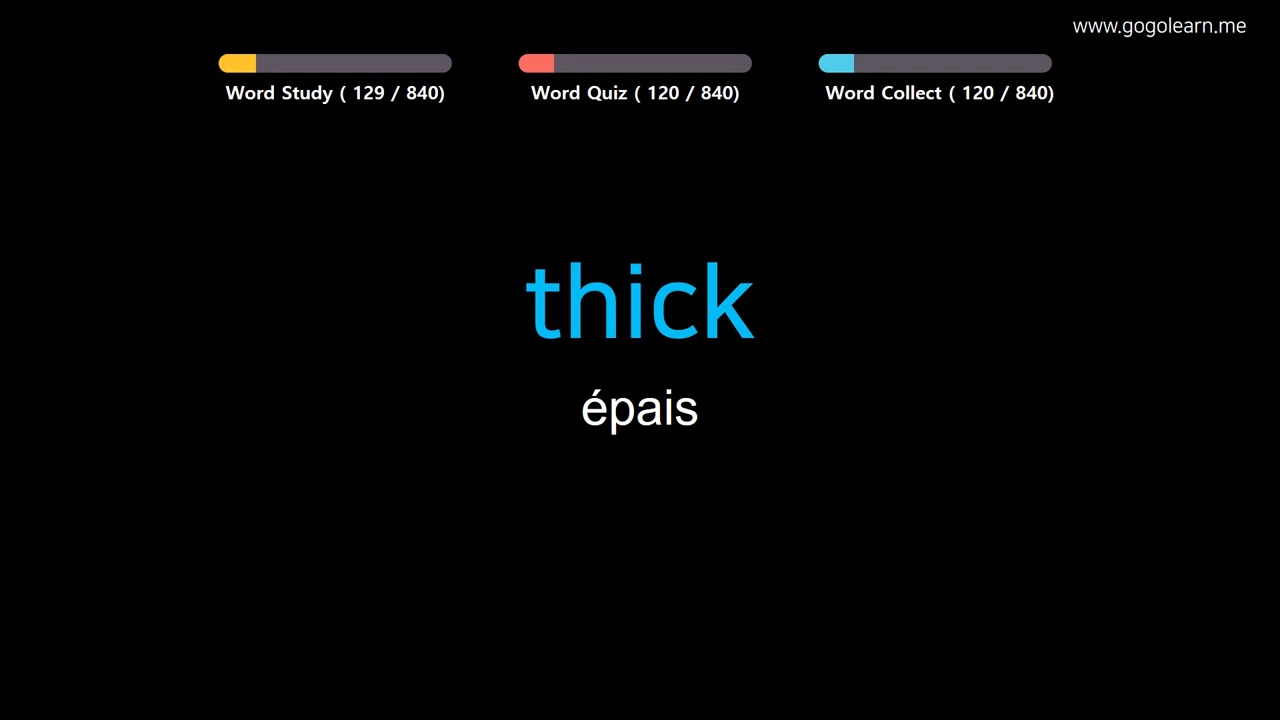 www.gogolearn.me
Word Study ( 129 / 840)
Word Quiz ( 120 / 840)
Word Collect ( 120 / 840)
thick
épais